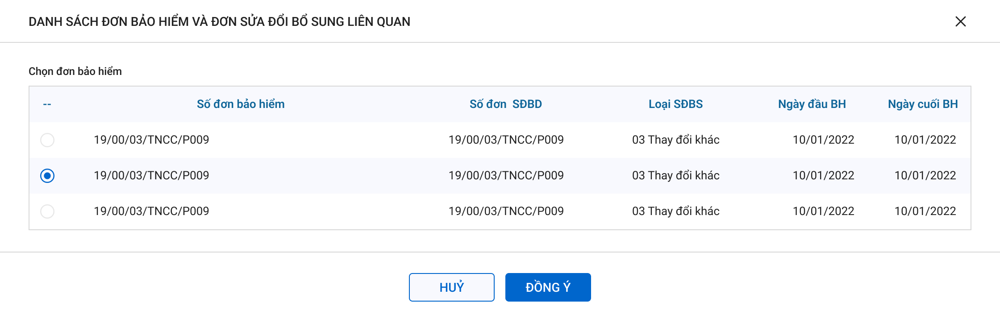 DANH SÁCH ĐƠN BẢO HIỂM VÀ ĐƠN SỬA ĐỔI BỔ SUNG LIÊN QUAN
Chọn đơn bảo hiểm
-- Số đơn bảo hiểm Số đơn SĐBD Loại SĐBS Ngày đầu BH Ngày cuối BH
19/00/03/TNCC/P009 19/00/03/TNCC/P009 03 Thay đổi khác 10/01/2022 10/01/2022
19/00/03/TNCC/P009 19/00/03/TNCC/P009 03 Thay đổi khác 10/01/2022 10/01/2022
19/00/03/TNCC/P009 19/00/03/TNCC/P009 03 Thay đổi khác 10/01/2022 10/01/2022
HUỶ ĐỒNG Ý